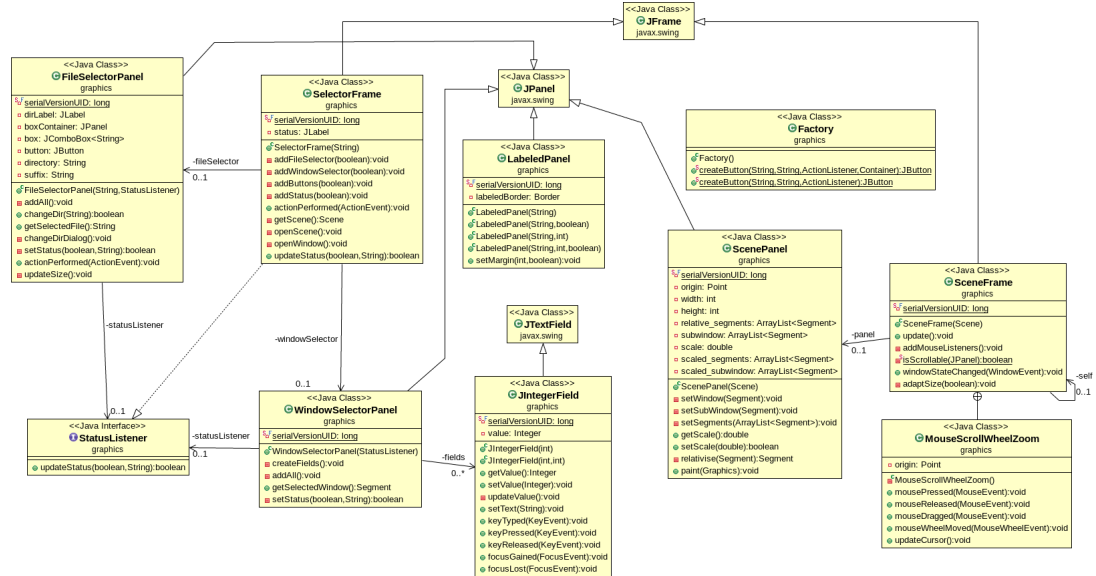 <<Java Class>>
JFrame
javax.swing
<<Java Class>>
FileSelectorPanel
graphics
serialVersionUID: long
dirLabel: JLabel
boxContainer: JPanel
box: JComboBox<String>
button: JButton
directory: String
suffix: String
FileSelectorPanel(String,StatusListener)
addAll():void
changeDir(String):boolean
getSelectedFile():String
changeDirDialog():void
setStatus(boolean,String):boolean
actionPerformed(ActionEvent):void
updateSize():void
<<Java Class>>
SelectorFrame
graphics
serialVersionUID: long
status: JLabel
SelectorFrame(String)
addFileSelector(boolean):void
addWindowSelector(boolean):void
addButtons(boolean):void
addStatus(boolean):void
actionPerformed(ActionEvent):void
getScene():Scene
openScene():void
openWindow():void
updateStatus(boolean,String):boolean
-fileSelector
0..1
<<Java Class>>
JPanel
javax.swing
<<Java Class>>
LabeledPanel
graphics
serialVersionUID: long
labeledBorder: Border
LabeledPanel(String)
LabeledPanel(String,boolean)
LabeledPanel(String,int)
LabeledPanel(String,int,boolean)
setMargin(int,boolean):void
<<Java Class>>
Factory
graphics
Factory()
createButton(String,String,ActionListener,Container):JButton
createButton(String,String,ActionListener):JButton
<<Java Class>>
ScenePanel
graphics
serialVersionUID: long
origin: Point
width: int
height: int
relative_segments: ArrayList<Segment>
subwindow: ArrayList<Segment>
scale: double
scaled_segments: ArrayList<Segment>
scaled_subwindow: ArrayList<Segment>
ScenePanel(Scene)
setWindow(Segment):void
setSubWindow(Segment):void
setSegments(ArrayList<Segment>):void
getScale():double
setScale(double):boolean
relativise(Segment):Segment
paint(Graphics):void
-panel
0..1
<<Java Class>>
SceneFrame
graphics
serialVersionUID: long
SceneFrame(Scene)
update():void
addMouseListeners():void
isScrollable(JPanel):boolean
windowStateChanged(WindowEvent):void
adaptSize(boolean):void
-self
0..1
<<Java Class>>
MouseScrollWheelZoom
graphics
origin: Point
MouseScrollWheelZoom()
mousePressed(MouseEvent):void
mouseReleased(MouseEvent):void
mouseDragged(MouseEvent):void
mouseWheelMoved(MouseWheelEvent):void
updateCursor():void
-statusListener
0..1
-windowSelector
0..1
<<Java Class>>
JTextField
javax.swing
<<Java Interface>>
StatusListener
graphics
updateStatus(boolean,String):boolean
-statusListener
0..1
<<Java Class>>
WindowSelectorPanel
graphics
serialVersionUID: long
WindowSelectorPanel(StatusListener)
createFields():void
addAll():void
getSelectedWindow():Segment
setStatus(boolean,String):boolean
-fields
0..*
<<Java Class>>
JIntegerField
graphics
serialVersionUID: long
value: Integer
JIntegerField(int)
JIntegerField(int,int)
getValue():Integer
setValue(Integer):void
updateValue():void
setText(String):void
keyTyped(KeyEvent):void
keyPressed(KeyEvent):void
keyReleased(KeyEvent):void
focusGained(FocusEvent):void
focusLost(FocusEvent):void